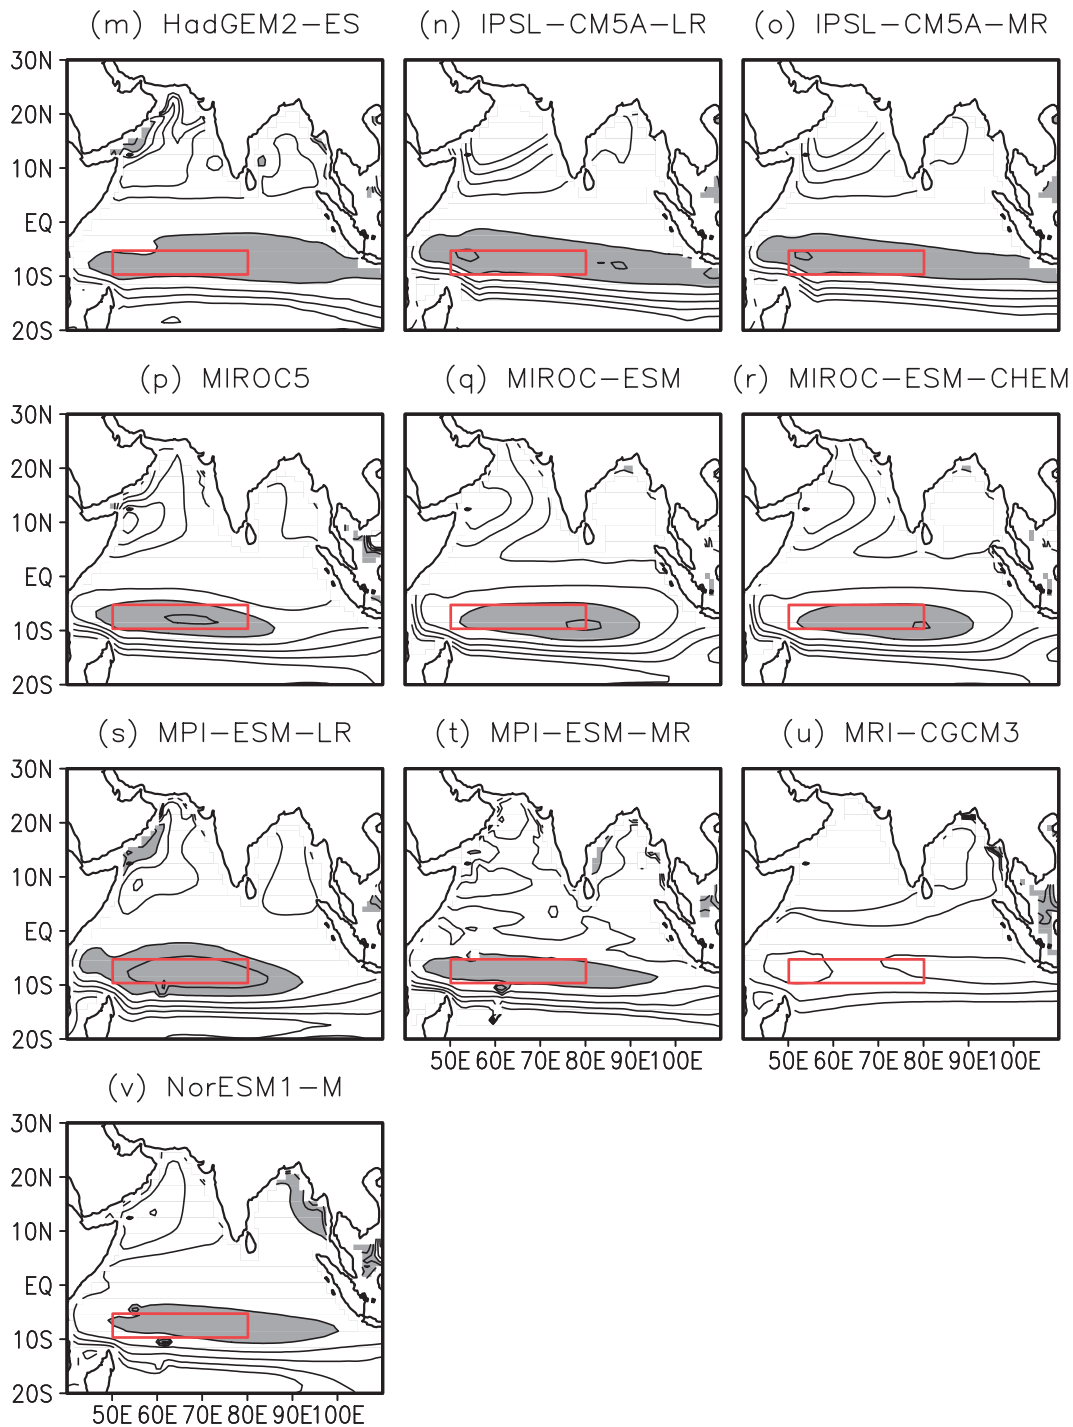 (m) HadGEM2-ES (n) IPSL-CM5A-LR (o) IPSL-CM5A-MR
30N
20N
10N
EQ
10S
20S
(p) MIROC5 (q) MIROC-ESM (r) MIROC-ESM-CHEM
30N
20N
10N
EQ
10S
20S
(s) MPI-ESM-LR (t) MPI-ESM-MR (u) MRI-CGCM3
30N
20N
10N
EQ
10S
20S
50E 60E 70E 80E 90E 100E 50E 60E 70E 80E 90E 100E
(v) NorESM1-M
30N
20N
10N
EQ
10S
20S
50E 60E 70E 80E 90E 100E